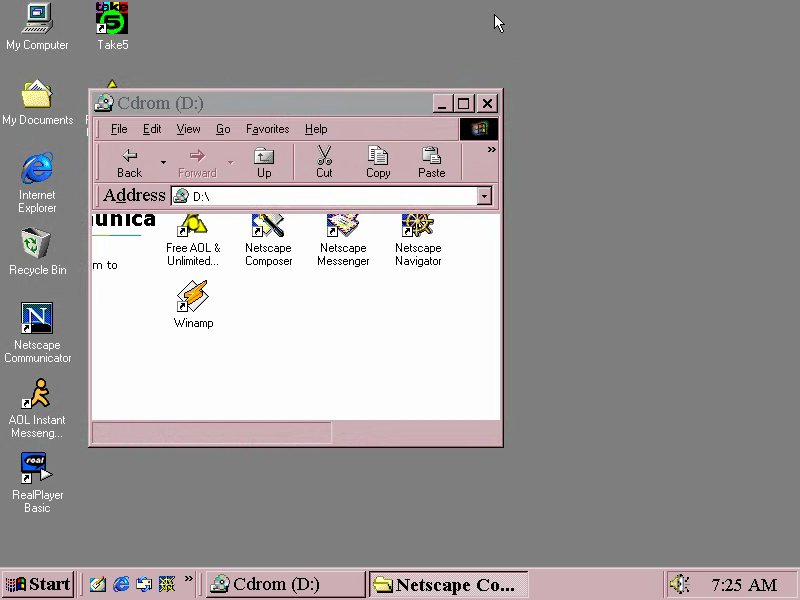 My Computer
Take5
My Documents
Internet
Explorer
Recycle Bin
Netscape
Communicator
AOL Instant
Messeng...
real
RealPlayer
Basic
Cdrom (D:)
File Edit View Go Favorites Help
Back Forward Up Cut Copy Paste »
Address D:\
unica
m to
Free AOL &
Unlimited...
Netscape
Composer
Netscape
Messenger
Netscape
Navigator
Winamp
Start » Cdrom (D:) Netscape Co... 7:25 AM